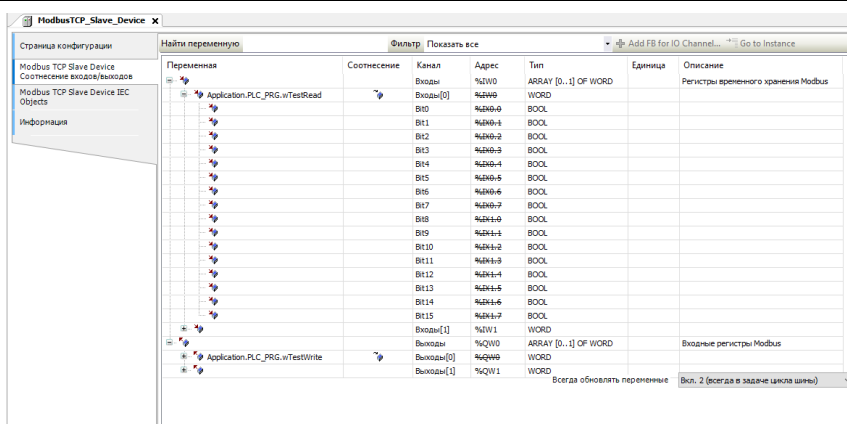 ModbusTCP_Slave_Device x
Страница конфигурации
Modbus TCP Slave Device
Соотнесение входов/выходов
Modbus TCP Slave Device IEC
Objects
Информация
Найти переменную Фильтр Показать все Add FB for IO Channel... Go to Instance
Переменная Соотнесение Канал Адрес Тип Единица Описание
Входы %IW0 ARRAY [0..1] OF WORD Регистры временного хранения Modbus
Application.PLC_PRG.wTestRead Входы[0] %IW0 WORD
Bit0 %IX0.0 BOOL
Bit1 %IX0.1 BOOL
Bit2 %IX0.2 BOOL
Bit3 %IX0.3 BOOL
Bit4 %IX0.4 BOOL
Bit5 %IX0.5 BOOL
Bit6 %IX0.6 BOOL
Bit7 %IX0.7 BOOL
Bit8 %IX1.0 BOOL
Bit9 %IX1.1 BOOL
Bit10 %IX1.2 BOOL
Bit11 %IX1.3 BOOL
Bit12 %IX1.4 BOOL
Bit13 %IX1.5 BOOL
Bit14 %IX1.6 BOOL
Bit15 %IX1.7 BOOL
Входы[1] %IW1 WORD
Выходы %QW0 ARRAY [0..1] OF WORD Входные регистры Modbus
Application.PLC_PRG.wTestWrite Выходы[0] %QW0 WORD
Выходы[1] %QW1 WORD
Всегда обновлять переменные Вкл. 2 (всегда в задаче цикла шины)